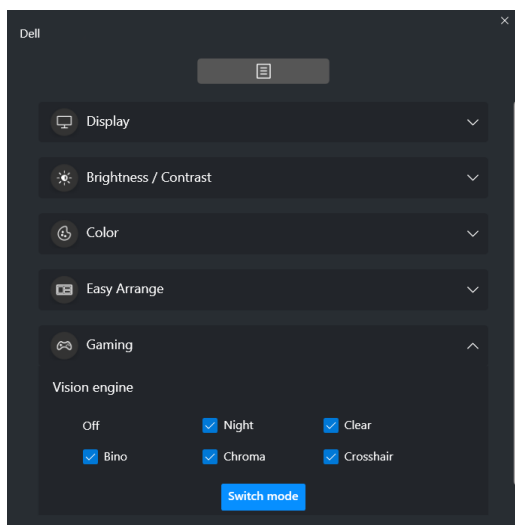 Dell
Display
Brightness / Contrast
Color
Easy Arrange
Gaming
Vision engine
Off Night Clear
Bino Chroma Crosshair
Switch mode